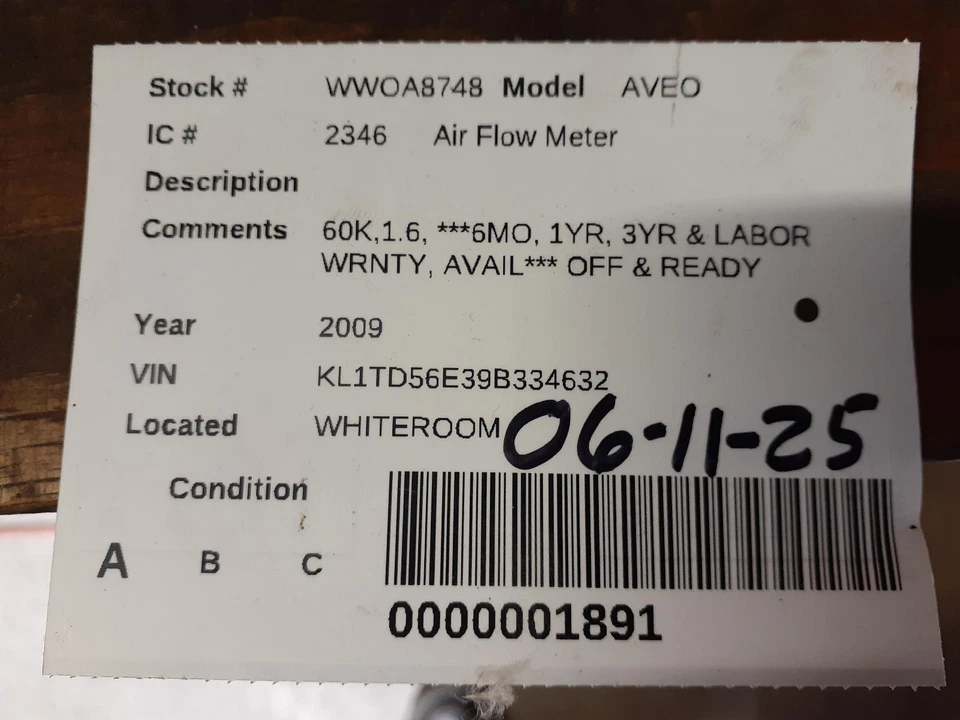 Stock # WWOA8748 Model AVEO
IC # 2346 Air Flow Meter
Description
Comments 60K,1.6, ***6MO, 1YR, 3YR & LABOR
WRNTY, AVAIL*** OFF & READY
Year 2009
VIN KL1TD56E39B334632
Located WHITEROOM 06-11-25
Condition
A B C
0000001891